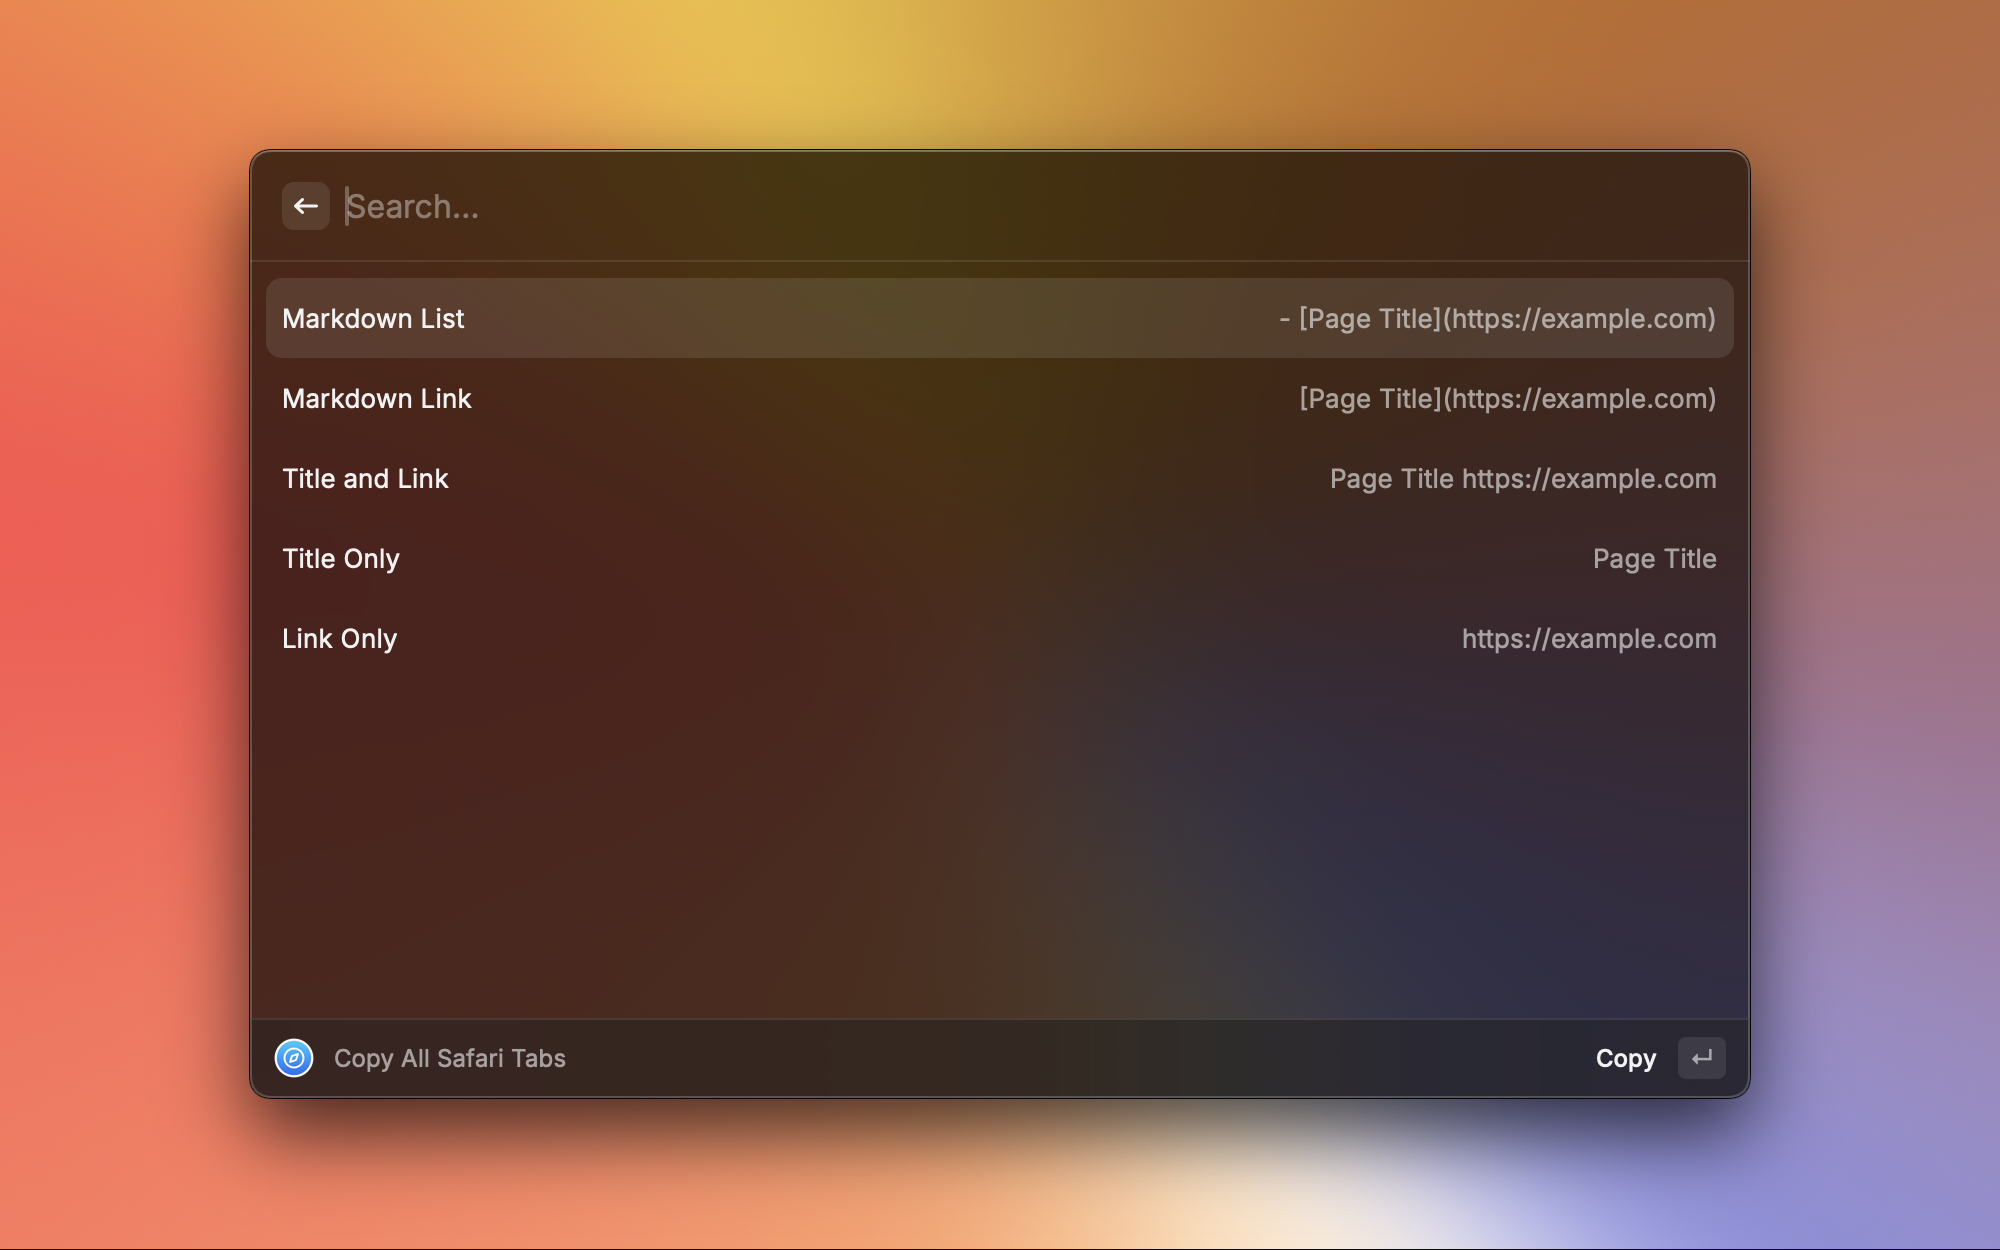 Search...
Markdown List - [Page Title](https://example.com)
Markdown Link [Page Title](https://example.com)
Title and Link Page Title https://example.com
Title Only Page Title
Link Only https://example.com
Copy All Safari Tabs Copy